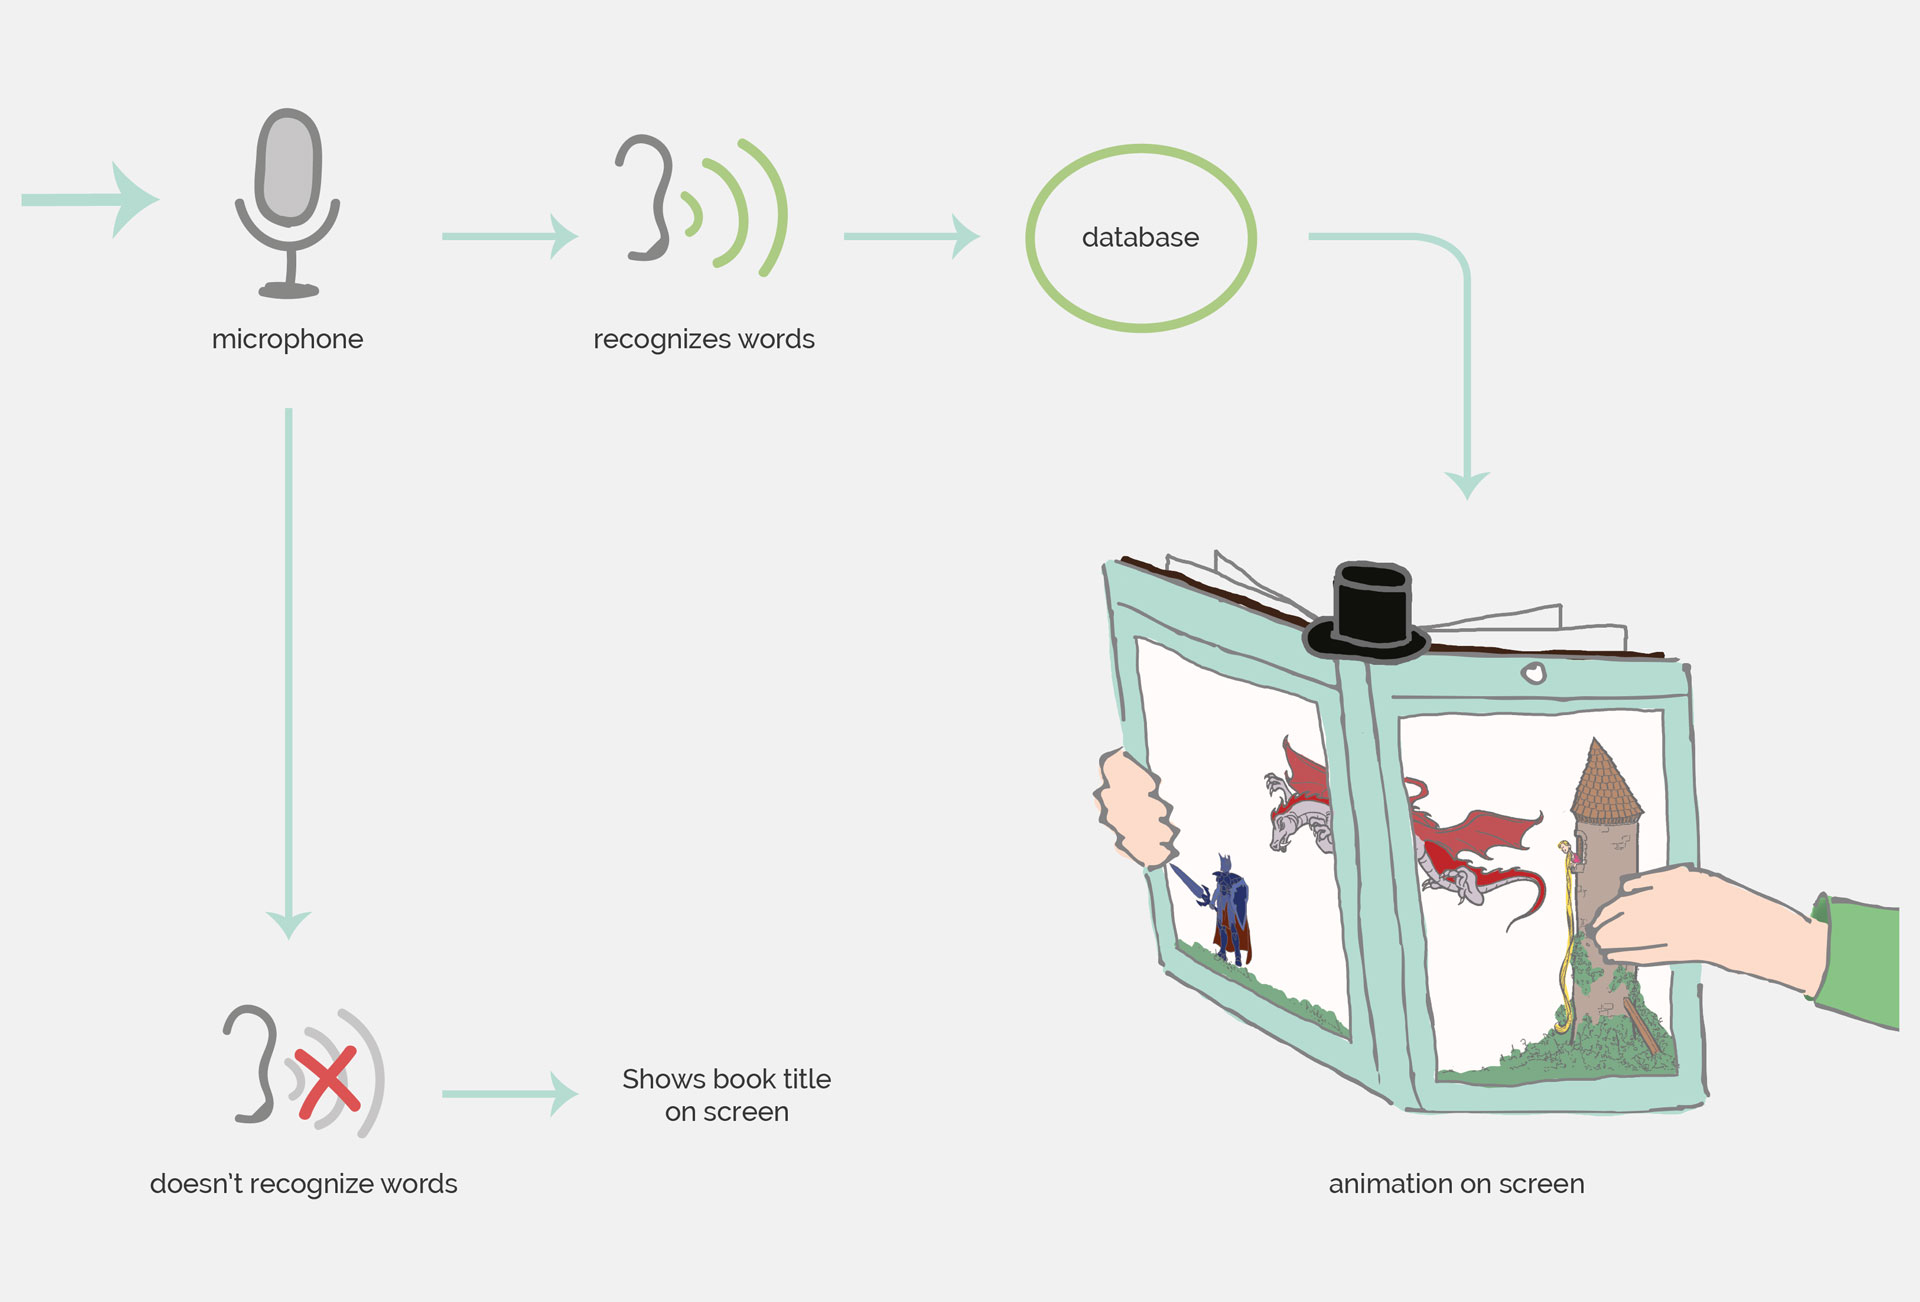 microphone
recognizes words
database
doesn't recognize words
Shows book title
on screen
animation on screen